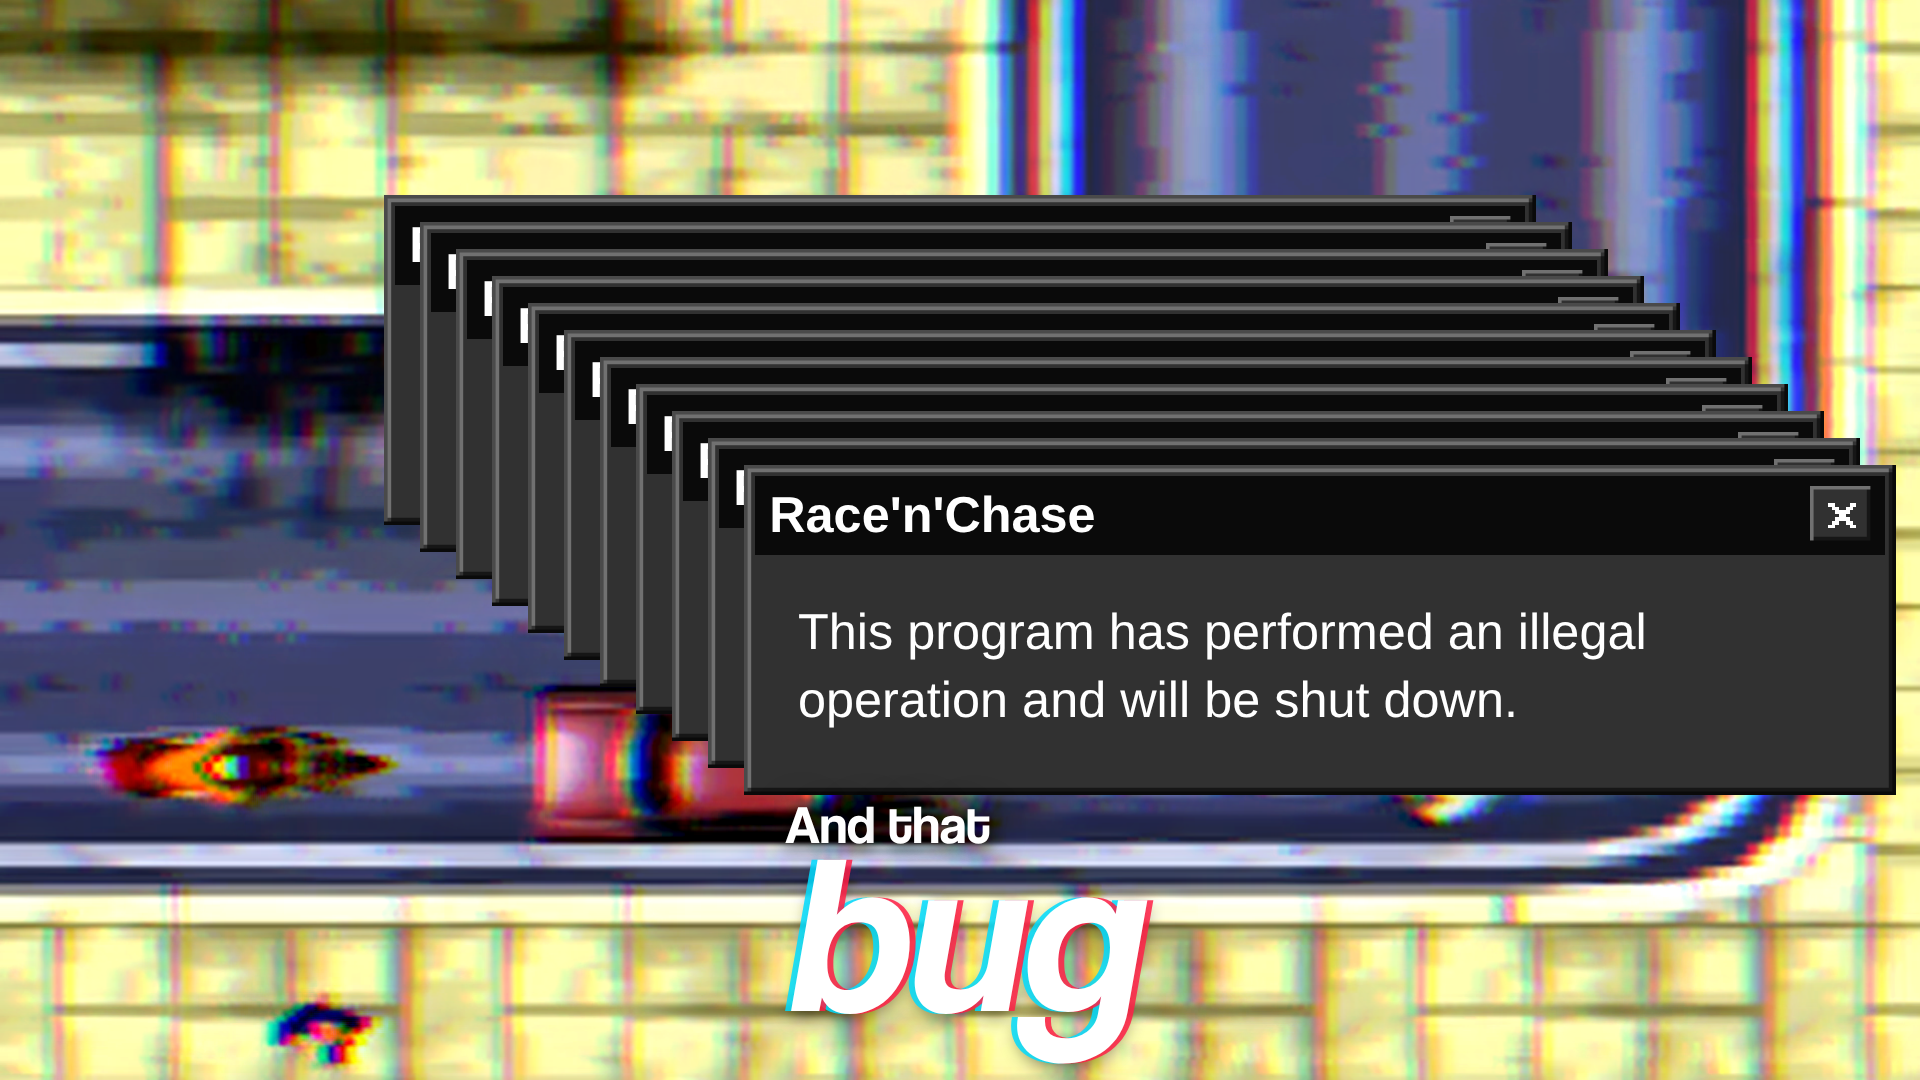 Race'n'Chase
This program has performed an illegal
operation and will be shut down.
And that
bug